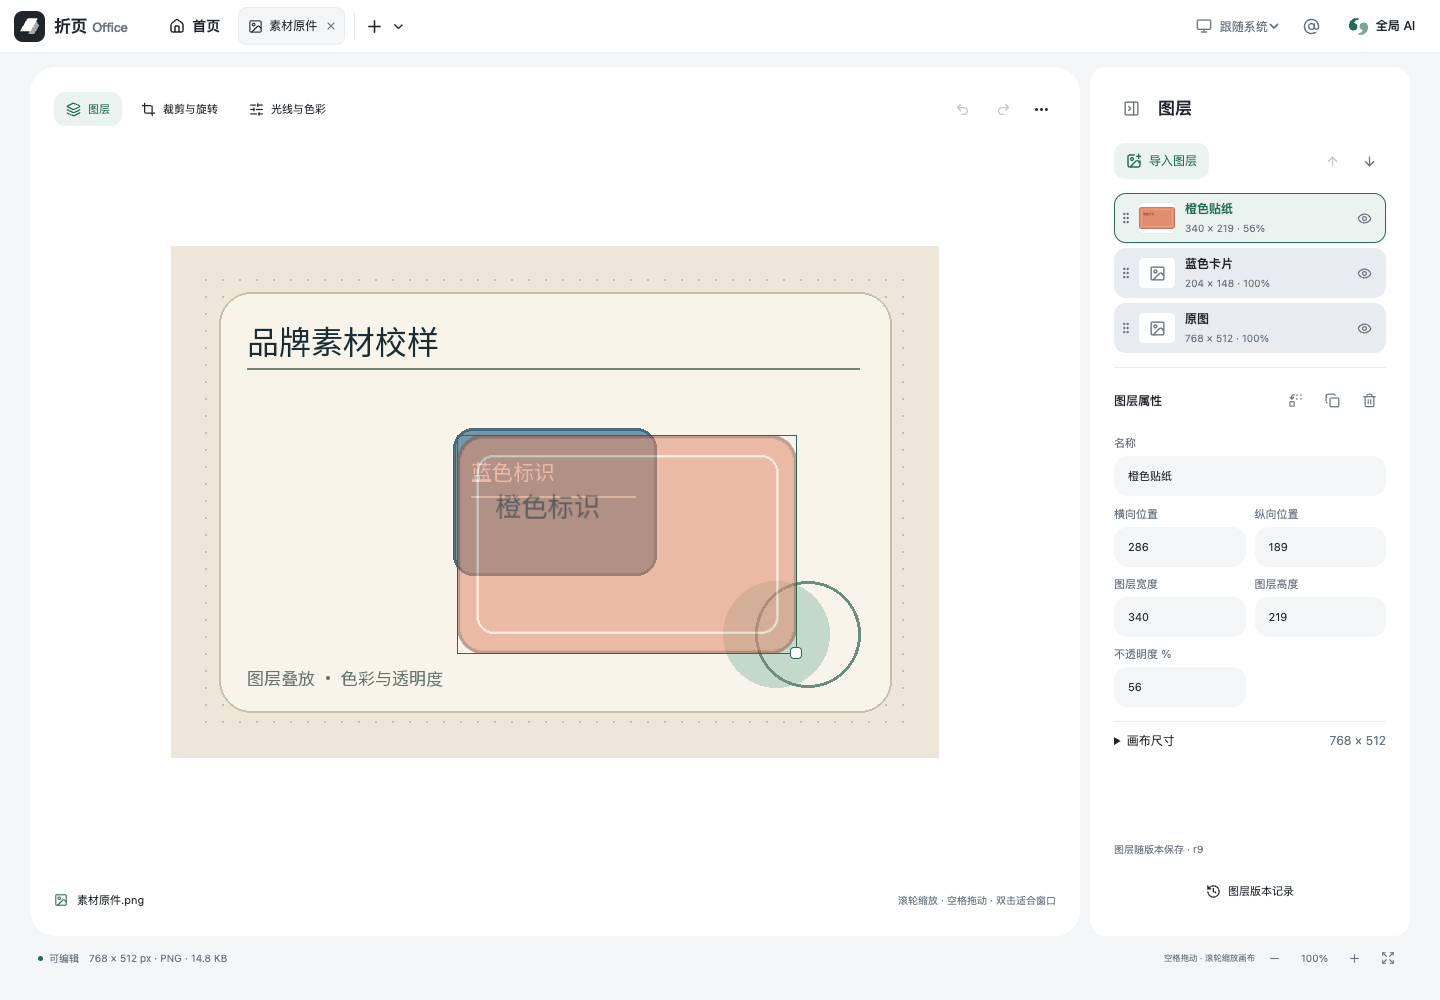 折页 Office
首页
素材原件
跟随系统
全局 AI
图层
裁剪与旋转
光线与色彩
品牌素材校样
蓝色标识
橙色标识
图层叠放 • 色彩与透明度
素材原件.png
滚轮缩放 · 空格拖动 · 双击适合窗口
图层
导入图层
橙色贴纸
340 × 219 · 56%
蓝色卡片
204 × 148 · 100%
原图
768 × 512 · 100%
图层属性
名称
橙色贴纸
横向位置 纵向位置
286 189
图层宽度 图层高度
340 219
不透明度 %
56
画布尺寸 768 × 512
图层随版本保存 · r9
图层版本记录
可编辑 768 × 512 px · PNG · 14.8 KB
空格拖动 · 滚轮缩放画布
100%